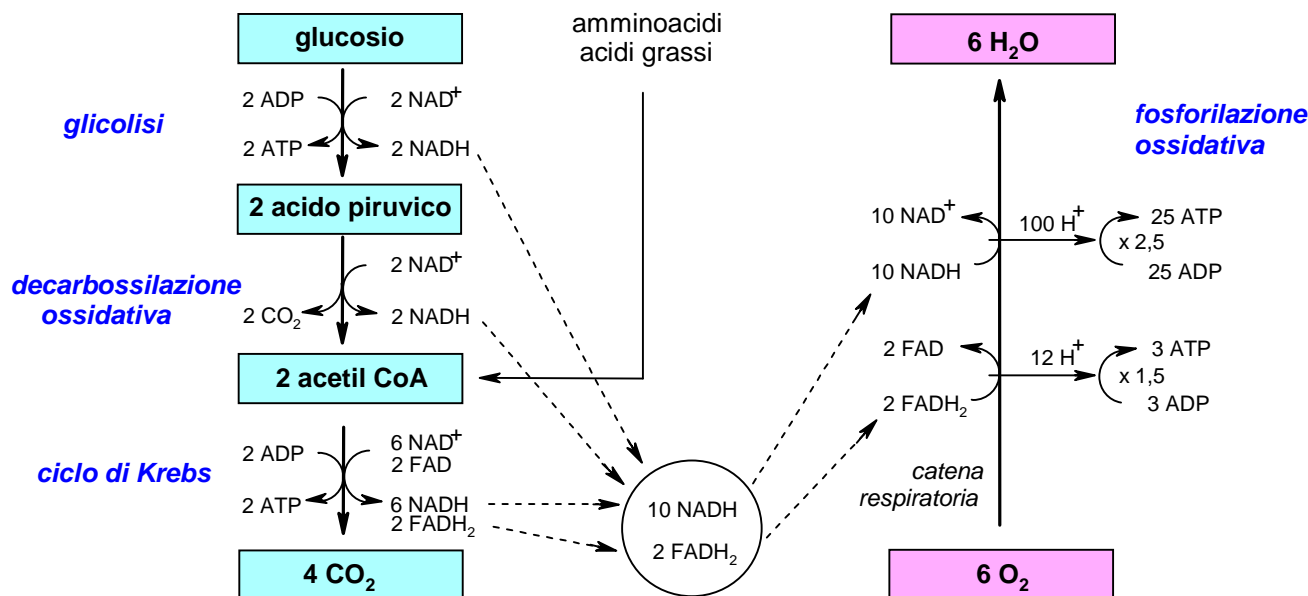 glucosio
amminoacidi
acidi grassi
6 H₂O
2 ADP
2 NAD⁺
glicolisi
2 ATP
2 NADH
fosforilazione
ossidativa
2 acido piruvico
2 NAD⁺
decarbossilazione
ossidativa
2 CO₂
2 NADH
10 NAD⁺
100 H⁺
25 ATP
x 2,5
10 NADH
25 ADP
2 acetil CoA
2 FAD
12 H⁺
3 ATP
x 1,5
2 FADH₂
3 ADP
2 ADP
6 NAD⁺
2 FAD
ciclo di Krebs
2 ATP
6 NADH
2 FADH₂
10 NADH
2 FADH₂
catena
respiratoria
4 CO₂
6 O₂